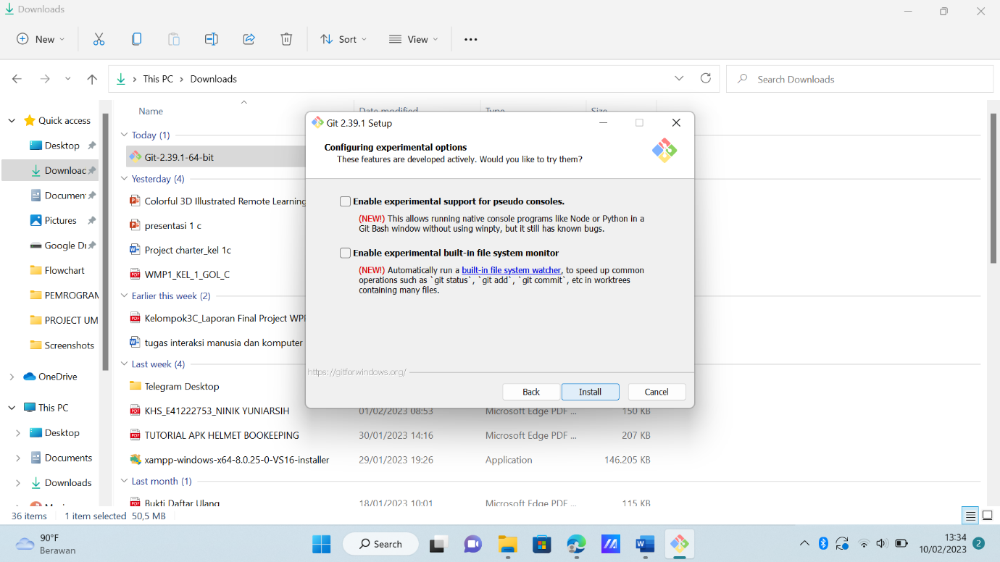 Downloads
New
Sort
View
This PC
Downloads
Search Downloads
Quick access
Desktop
Documents
Pictures
Flowchart
Screenshots
OneDrive
This PC
Desktop
Documents
Downloads
Name
Today (1)
Git-2.39.1-64-bit
Yesterday (4)
Colorful 3D Illustrated Remote Learning
presentasi 1 c
Project charter_kel 1c
WMP1_KEL_1_GOL_C
Earlier this week (2)
Kelompok3C_Laporan Final Project WPI
tugas interaksi manusia dan komputer
Last week (4)
Telegram Desktop
KHS_E41222753_NINIK YUNIARSIH 01/02/2023 08:53 Microsoft Edge PDF ... 150 KB
TUTORIAL APK HELMET BOOKEEPING 30/01/2023 14:16 Microsoft Edge PDF ... 207 KB
xampp-windows-x64-8.0.25-0-VS16-installer 29/01/2023 19:26 Application 146.205 KB
Last month (1)
Bukti Daftar Ulang 18/01/2023 10:01 Microsoft Edge PDF ... 115 KB
Git 2.39.1 Setup
Configuring experimental options
These features are developed actively. Would you like to try them?
Enable experimental support for pseudo consoles.
(NEW!) This allows running native console programs like Node or Python in a
Git Bash window without using winpty, but it still has known bugs.
Enable experimental built-in file system monitor
(NEW!) Automatically run a built-in file system watcher, to speed up common
operations such as `git status`, `git add`, `git commit`, etc in worktrees
containing many files.
https://gitforwindows.org/
Back
Install
Cancel
36 items
1 item selected 50,5 MB
90°F
Berawan
Search
13:34
10/02/2023
2